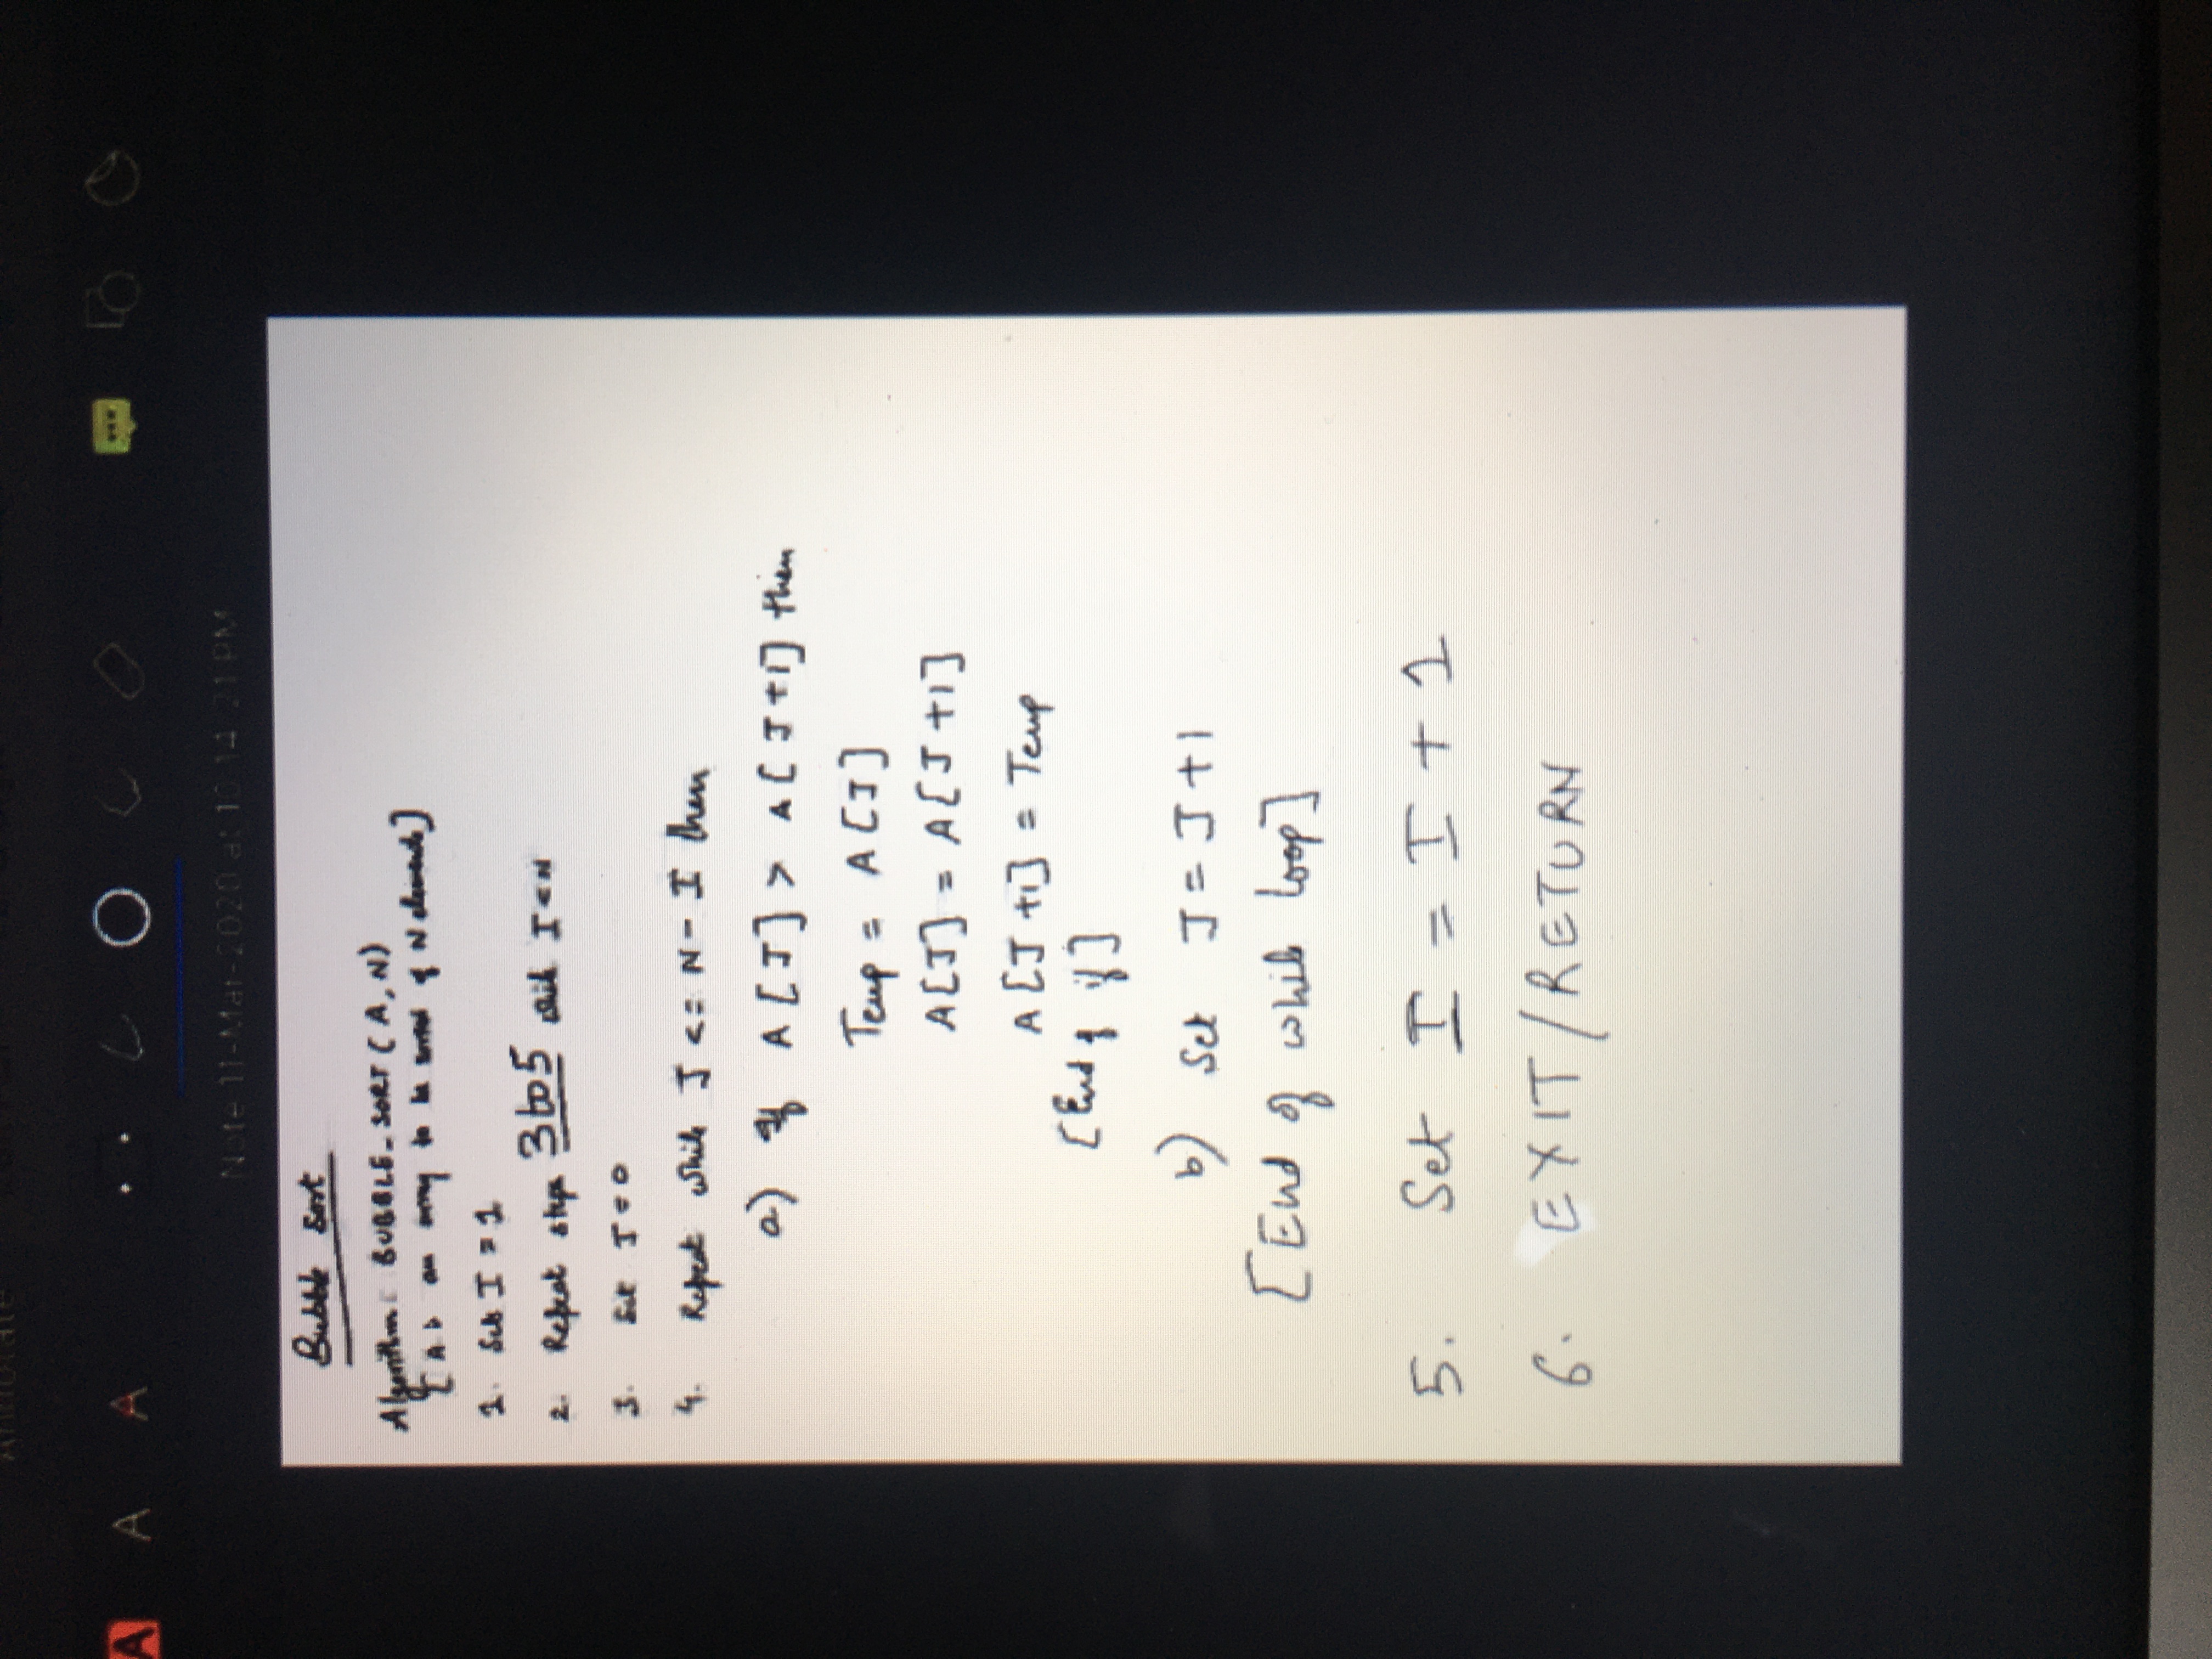 Annotate
A A A
Note 11-Mar-2020 at 10 14 21 PM
Bubble Sort
Algorithm: BUBBLE_SORT (A, N)
[A is an array to be sorted of N elements]
1. Set I = 1
2. Repeat steps 3 to 5 while I < N
3. Set J = 0
4. Repeat while J <= N - I then
a) If A[J] > A[J+1] then
Temp = A[J]
A[J] = A[J+1]
A[J+1] = Temp
[End of if]
b) Set J = J+1
[End of while loop]
5. Set I = I + 1
6. EXIT/RETURN